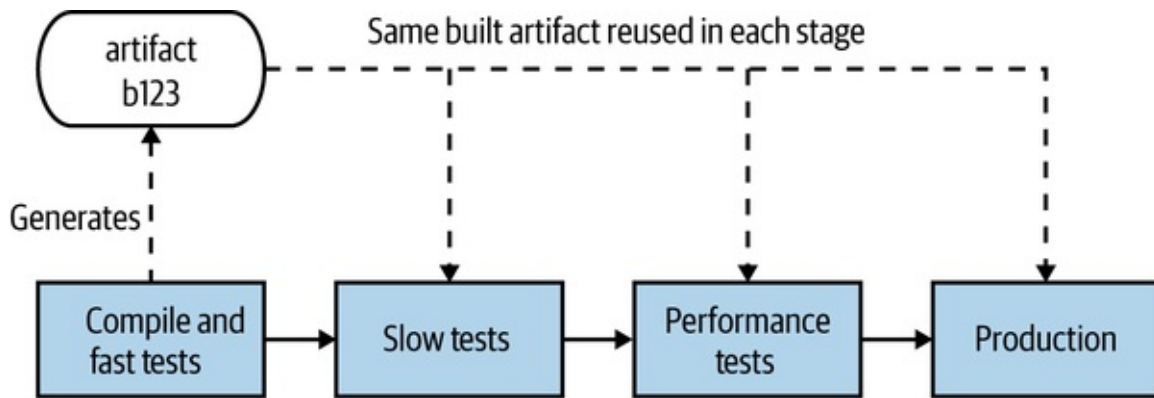 artifact
b123
Same built artifact reused in each stage
Generates
Compile and
fast tests
Slow tests
Performance
tests
Production